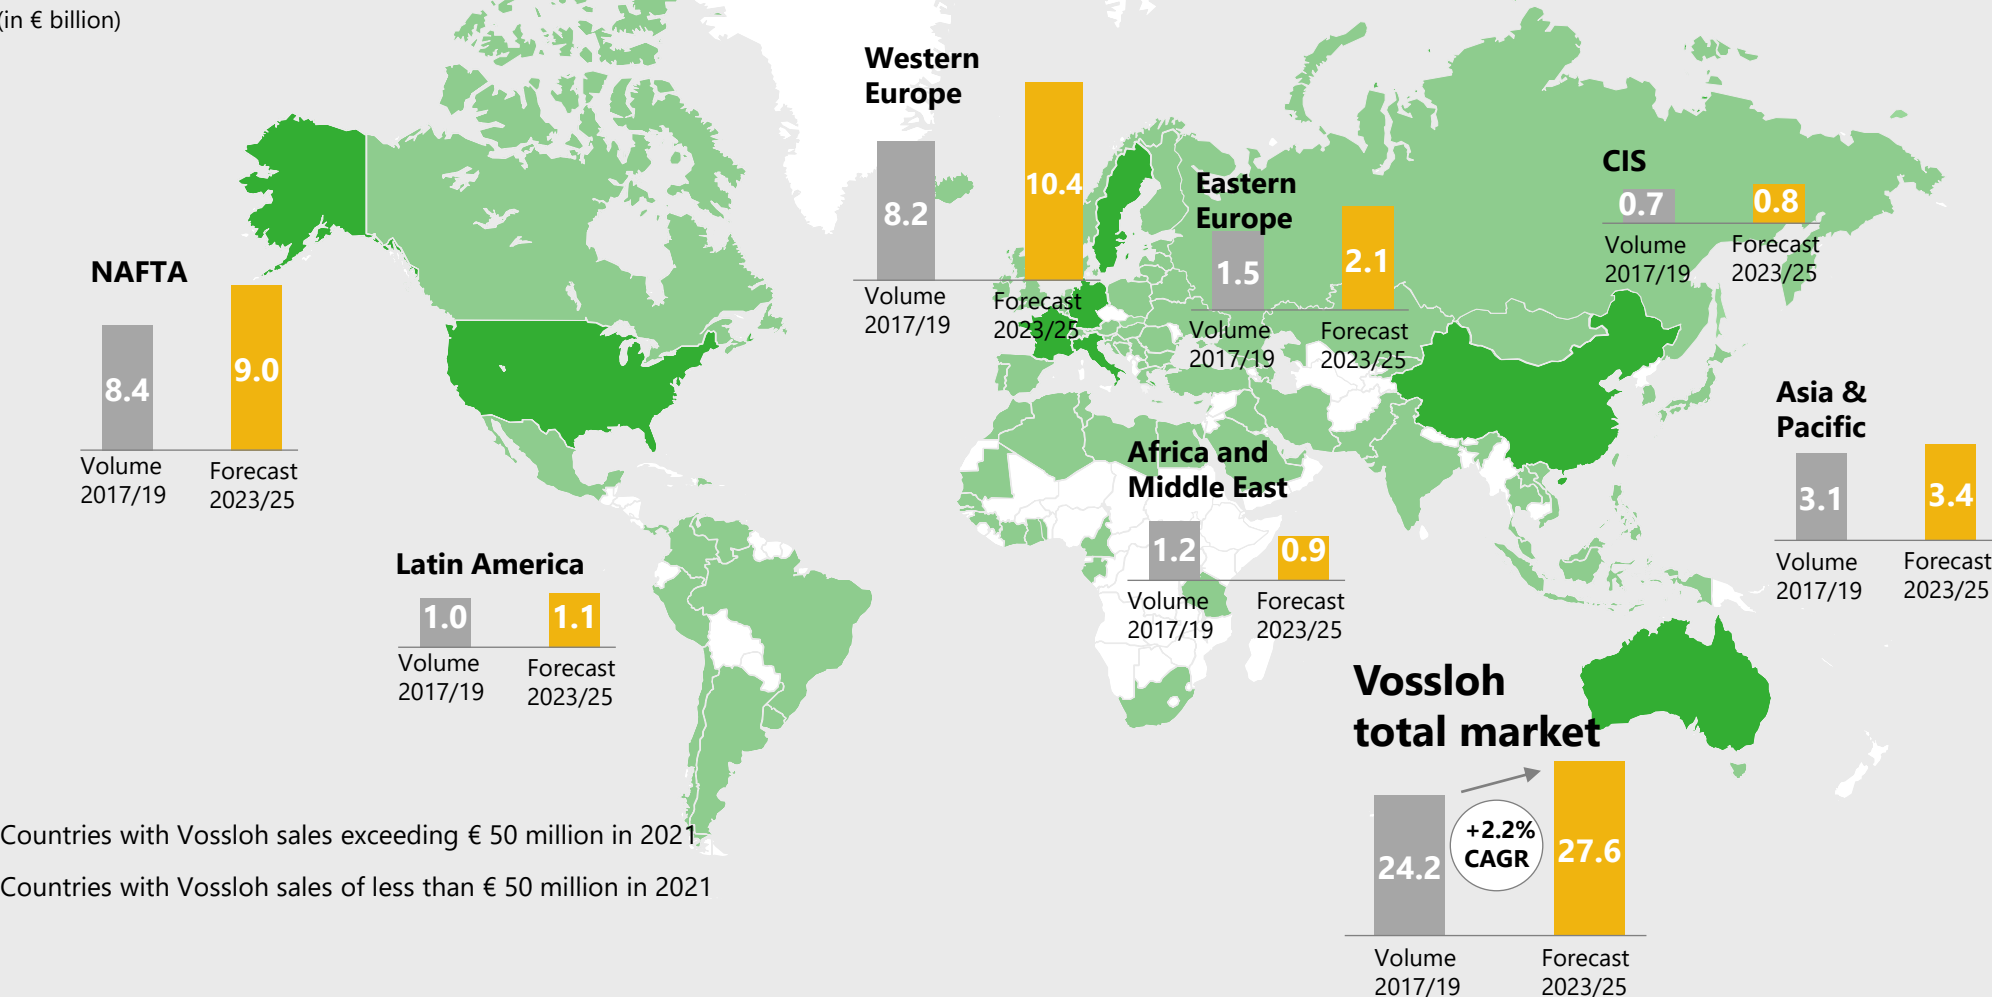 (in € billion)
Western
Europe
8.2
10.4
Volume
2017/19
Forecast
2023/25
Eastern
Europe
1.5
2.1
Volume
2017/19
Forecast
2023/25
CIS
0.7
0.8
Volume
2017/19
Forecast
2023/25
NAFTA
8.4
9.0
Volume
2017/19
Forecast
2023/25
Asia &
Pacific
3.1
3.4
Volume
2017/19
Forecast
2023/25
Africa and
Middle East
1.2
0.9
Volume
2017/19
Forecast
2023/25
Latin America
1.0
1.1
Volume
2017/19
Forecast
2023/25
Vossloh
total market
24.2
+2.2%
CAGR
27.6
Volume
2017/19
Forecast
2023/25
Countries with Vossloh sales exceeding € 50 million in 2021
Countries with Vossloh sales of less than € 50 million in 2021